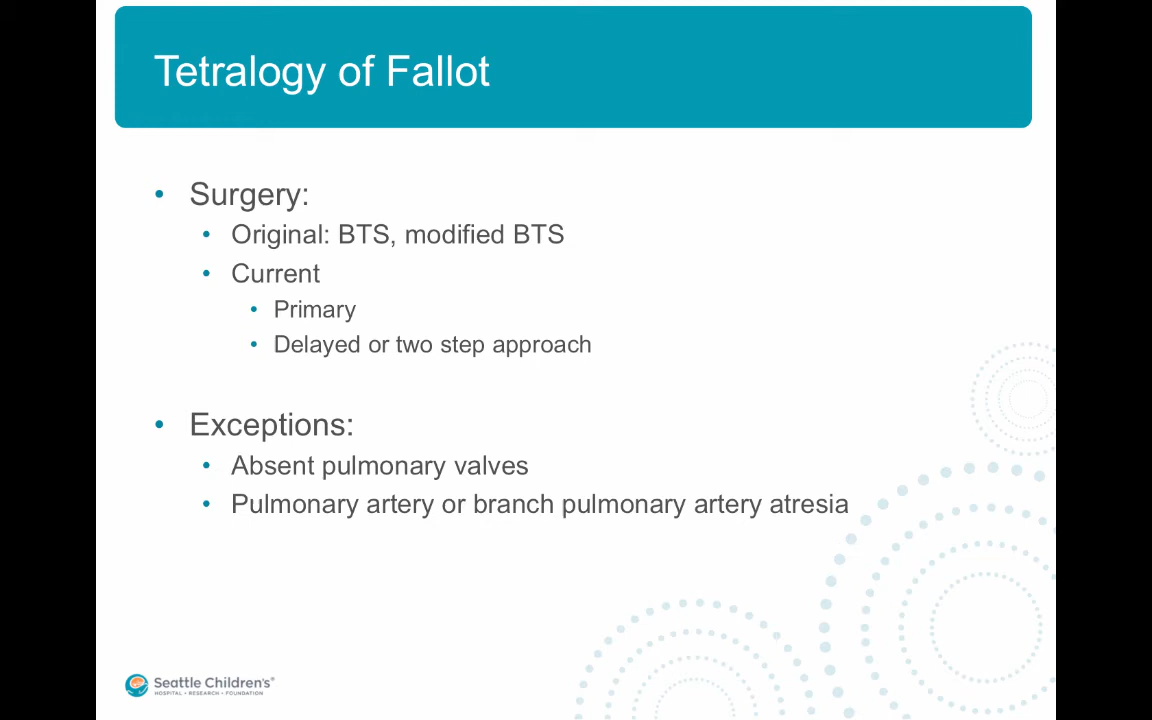 Tetralogy of Fallot
• Surgery:
• Original: BTS, modified BTS
• Current
• Primary
• Delayed or two step approach
• Exceptions:
• Absent pulmonary valves
• Pulmonary artery or branch pulmonary artery atresia
Seattle Children's®
HOSPITAL • RESEARCH • FOUNDATION